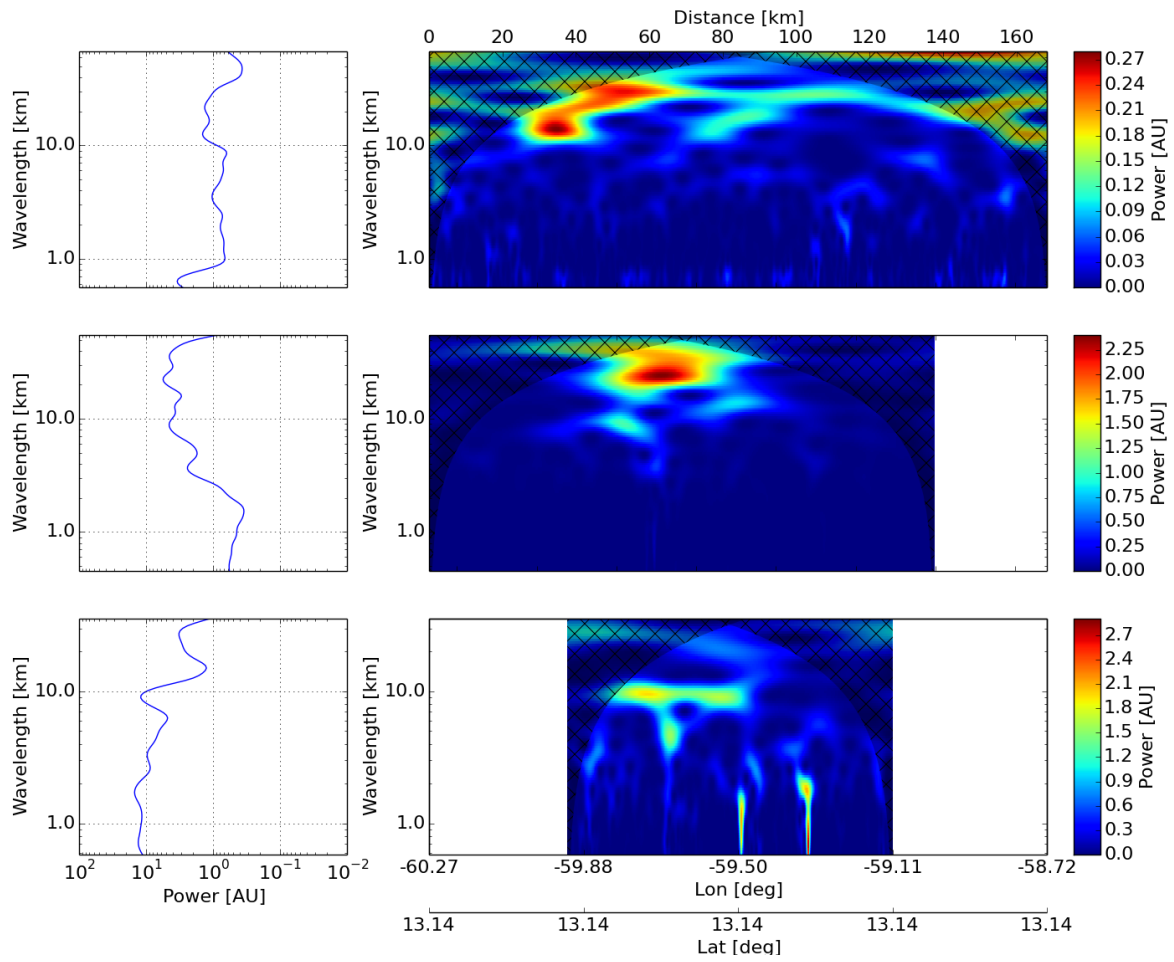 Distance [km]
0 20 40 60 80 100 120 140 160
Wavelength [km]
10.0
1.0
Wavelength [km]
10.0
1.0
0.27
0.24
0.21
0.18
0.15
0.12
0.09
0.06
0.03
0.00
Power [AU]
Wavelength [km]
10.0
1.0
Wavelength [km]
10.0
1.0
2.25
2.00
1.75
1.50
1.25
1.00
0.75
0.50
0.25
0.00
Power [AU]
Wavelength [km]
10.0
1.0
Wavelength [km]
10.0
1.0
2.7
2.4
2.1
1.8
1.5
1.2
0.9
0.6
0.3
0.0
Power [AU]
10² 10¹ 10⁰ 10⁻¹ 10⁻²
Power [AU]
-60.27 -59.88 -59.50 -59.11 -58.72
Lon [deg]
13.14 13.14 13.14 13.14 13.14
Lat [deg]